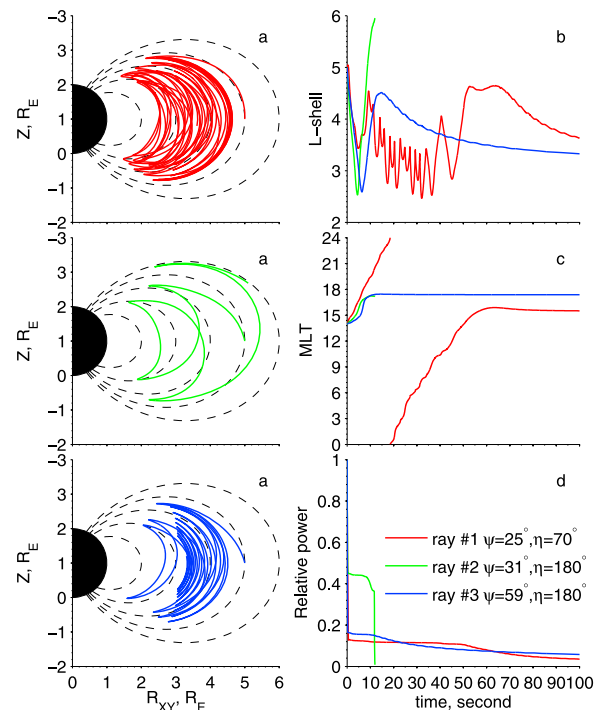 −3
3
2
1
0
−1
−2
Z, R_E
a
6
5
4
3
2
L−shell
b
−3
3
2
1
0
−1
−2
Z, R_E
a
24
21
18
15
12
9
6
3
0
MLT
c
−3
3
2
1
0
−1
−2
Z, R_E
a
0 1 2 3 4 5 6
R_XY, R_E
1
0.8
0.6
0.4
0.2
0
Relative power
d
ray #1 ψ=25°,η=70°
ray #2 ψ=31°,η=180°
ray #3 ψ=59°,η=180°
0 10 20 30 40 50 60 70 80 90 100
time, second